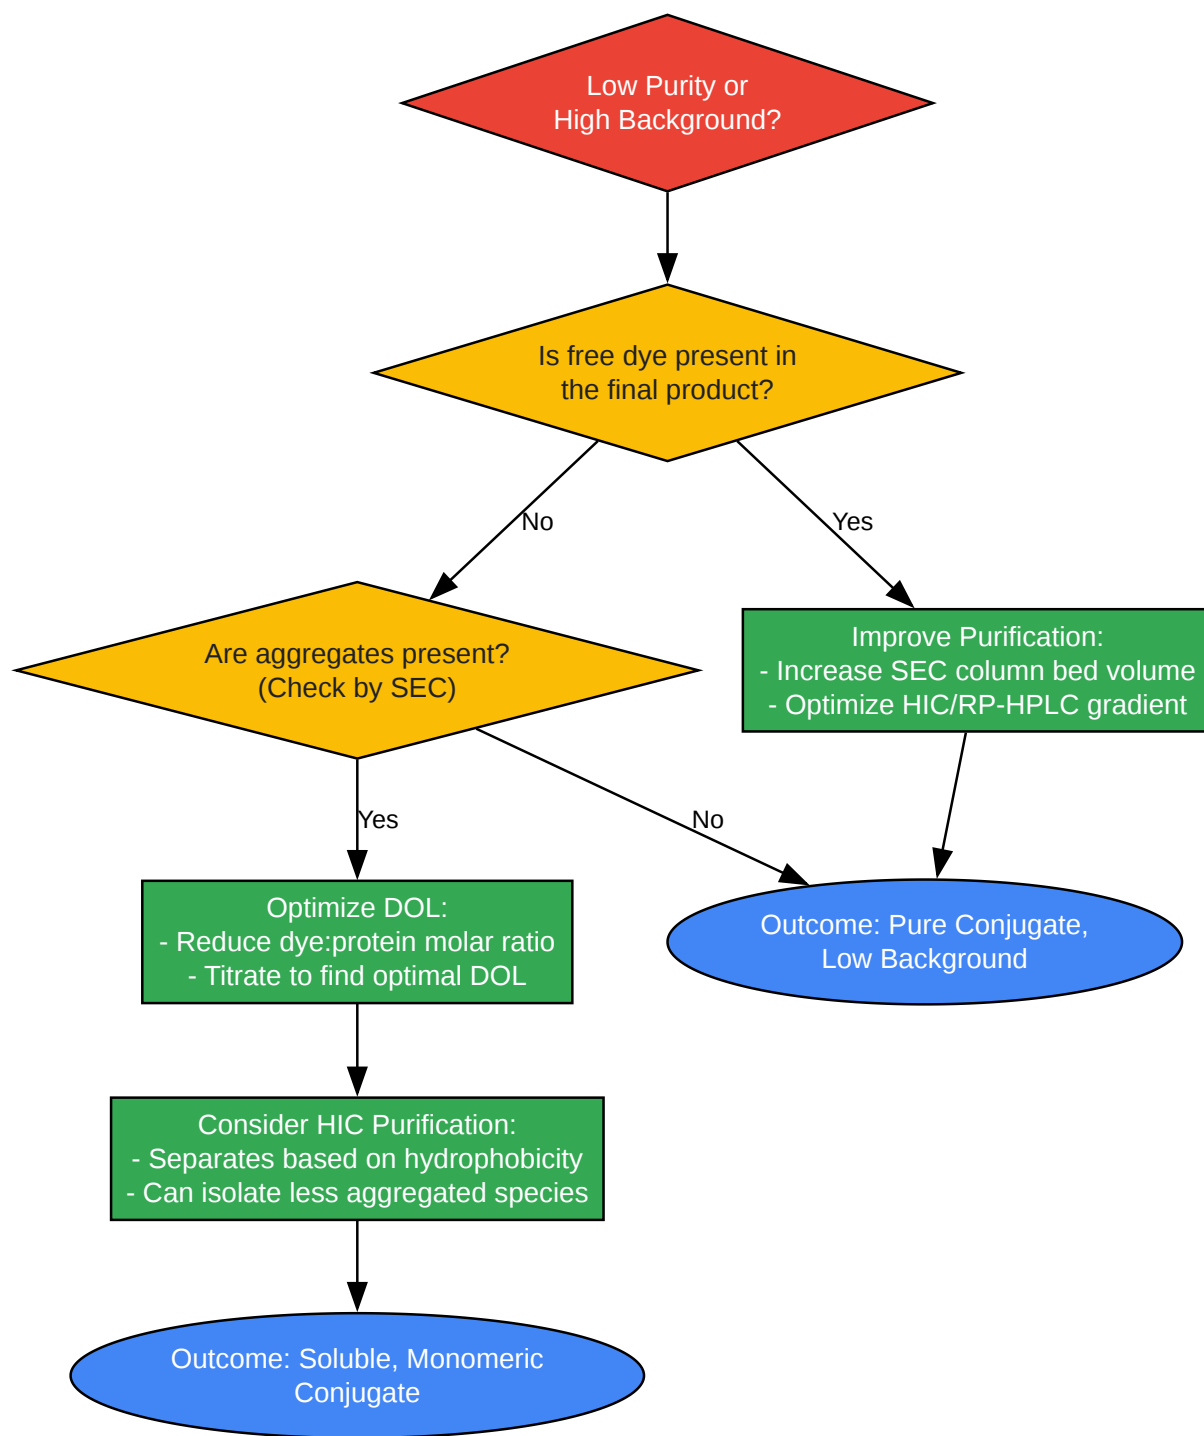 Low Purity or
High Background?
Is free dye present in
the final product?
No
Yes
Are aggregates present?
(Check by SEC)
Improve Purification:
- Increase SEC column bed volume
- Optimize HIC/RP-HPLC gradient
Yes
No
Optimize DOL:
- Reduce dye:protein molar ratio
- Titrate to find optimal DOL
Outcome: Pure Conjugate,
Low Background
Consider HIC Purification:
- Separates based on hydrophobicity
- Can isolate less aggregated species
Outcome: Soluble, Monomeric
Conjugate